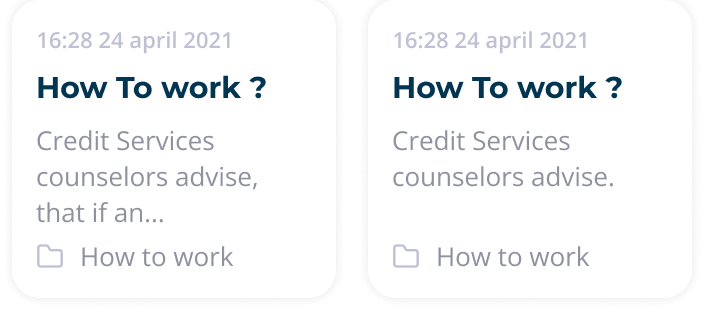 16:28 24 april 2021
How To work ?
Credit Services
counselors advise,
that if an...
How to work
16:28 24 april 2021
How To work ?
Credit Services
counselors advise.
How to work